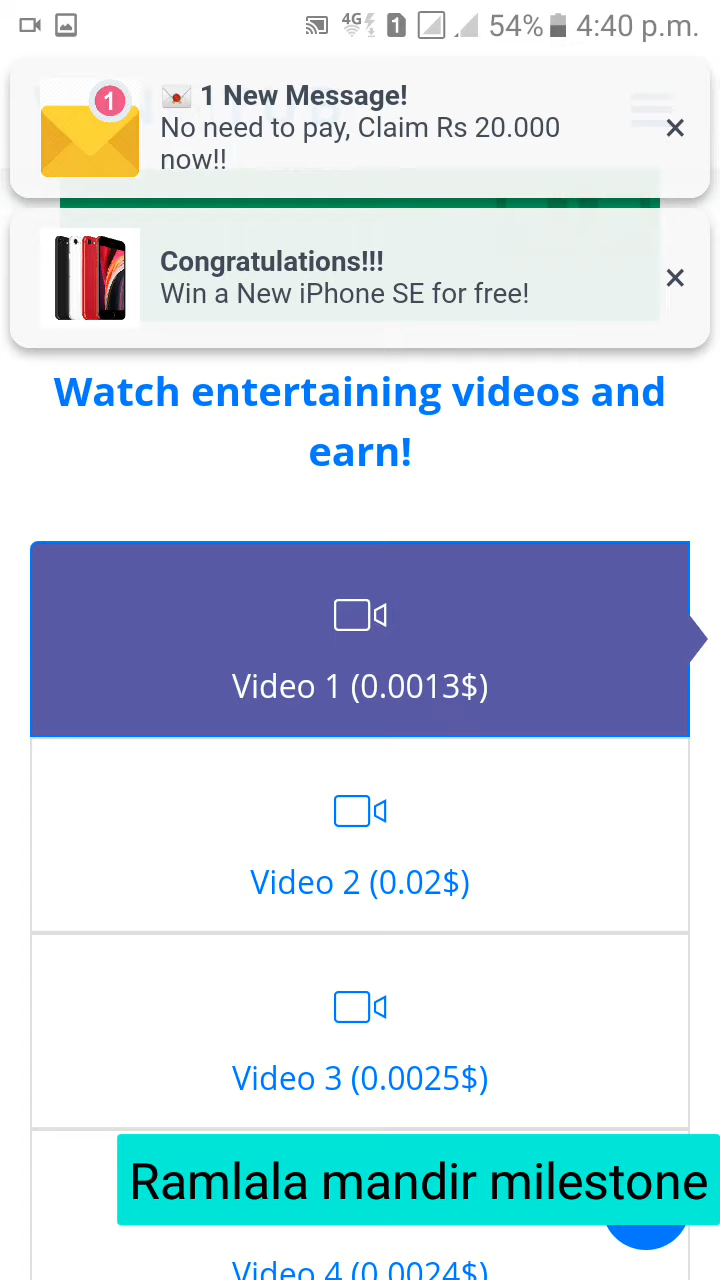 4G 1 54% 4:40 p.m.
1
1 New Message!
No need to pay, Claim Rs 20.000
now!!
Congratulations!!!
Win a New iPhone SE for free!
Watch entertaining videos and
earn!
Video 1 (0.0013$)
Video 2 (0.02$)
Video 3 (0.0025$)
Ramlala mandir milestone
Video 4 (0.0024$)